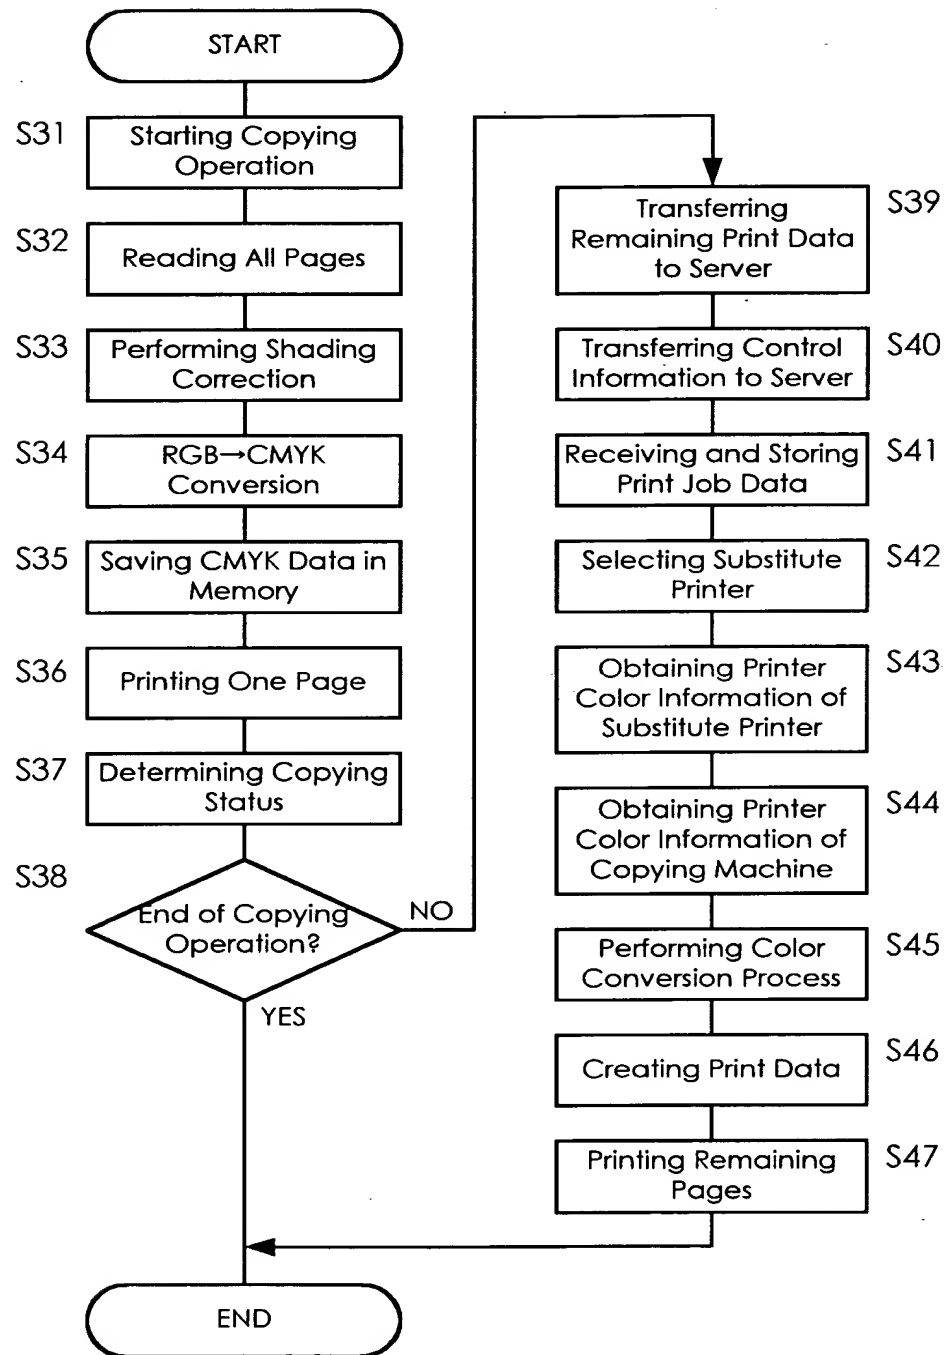 START
S31
Starting Copying
Operation
S32
Reading All Pages
S33
Performing Shading
Correction
S34
RGB→CMYK
Conversion
S35
Saving CMYK Data in
Memory
S36
Printing One Page
S37
Determining Copying
Status
S38
End of Copying
Operation?
NO
YES
S39
Transferring
Remaining Print Data
to Server
S40
Transferring Control
Information to Server
S41
Receiving and Storing
Print Job Data
S42
Selecting Substitute
Printer
S43
Obtaining Printer
Color Information of
Substitute Printer
S44
Obtaining Printer
Color Information of
Copying Machine
S45
Performing Color
Conversion Process
S46
Creating Print Data
S47
Printing Remaining
Pages
END